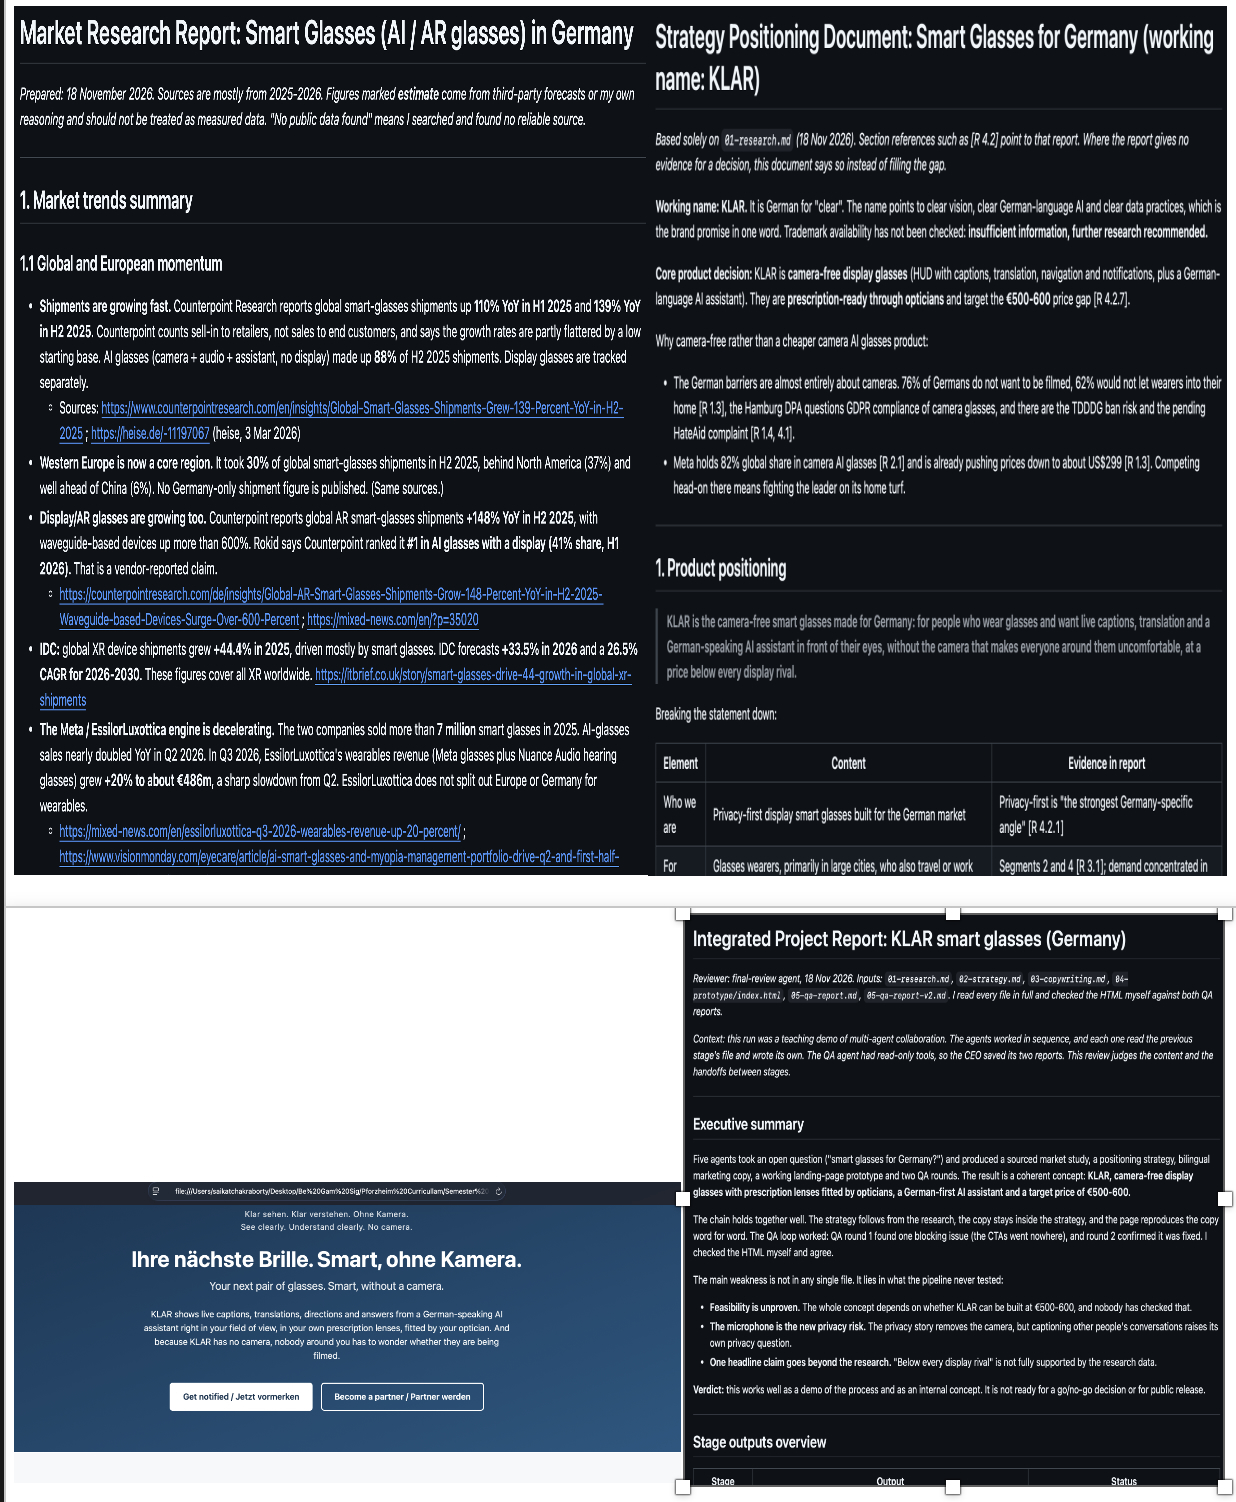 Market Research Report: Smart Glasses (AI / AR glasses) in Germany
Prepared: 18 November 2026. Sources are mostly from 2025-2026. Figures marked estimate come from third-party forecasts or my own
reasoning and should not be treated as measured data. "No public data found" means I searched and found no reliable source.
1. Market trends summary
1.1 Global and European momentum
• Shipments are growing fast. Counterpoint Research reports global smart-glasses shipments up 110% YoY in H1 2025 and 139% YoY
in H2 2025. Counterpoint counts sell-in to retailers, not sales to end customers, and says the growth rates are partly flattered by a low
starting base. AI glasses (camera + audio + assistant, no display) made up 88% of H2 2025 shipments. Display glasses are tracked
separately.
◦ Sources: https://www.counterpointresearch.com/en/insights/Global-Smart-Glasses-Shipments-Grew-139-Percent-YoY-in-H2-
2025 ; https://heise.de/-11197067 (heise, 3 Mar 2026)
• Western Europe is now a core region. It took 30% of global smart-glasses shipments in H2 2025, behind North America (37%) and
well ahead of China (6%). No Germany-only shipment figure is published. (Same sources.)
• Display/AR glasses are growing too. Counterpoint reports global AR smart-glasses shipments +148% YoY in H2 2025, with
waveguide-based devices up more than 600%. Rokid says Counterpoint ranked it #1 in AI glasses with a display (41% share, H1
2026). That is a vendor-reported claim.
◦ https://counterpointresearch.com/de/insights/Global-AR-Smart-Glasses-Shipments-Grow-148-Percent-YoY-in-H2-2025-
Waveguide-based-Devices-Surge-Over-600-Percent ; https://mixed-news.com/en/?p=35020
• IDC: global XR device shipments grew +44.4% in 2025, driven mostly by smart glasses. IDC forecasts +33.5% in 2026 and a 26.5%
CAGR for 2026-2030. These figures cover all XR worldwide. https://itbrief.co.uk/story/smart-glasses-drive-44-growth-in-global-xr-
shipments
• The Meta / EssilorLuxottica engine is decelerating. The two companies sold more than 7 million smart glasses in 2025. AI-glasses
sales nearly doubled YoY in Q2 2026. In Q3 2026, EssilorLuxottica's wearables revenue (Meta glasses plus Nuance Audio hearing
glasses) grew +20% to about €486m, a sharp slowdown from Q2. EssilorLuxottica does not split out Europe or Germany for
wearables.
◦ https://mixed-news.com/en/essilorluxottica-q3-2026-wearables-revenue-up-20-percent/ ;
https://www.visionmonday.com/eyecare/article/ai-smart-glasses-and-myopia-management-portfolio-drive-q2-and-first-half-
Strategy Positioning Document: Smart Glasses for Germany (working
name: KLAR)
Based solely on 01-research.md (18 Nov 2026). Section references such as [R 4.2] point to that report. Where the report gives no
evidence for a decision, this document says so instead of filling the gap.
Working name: KLAR. It is German for "clear". The name points to clear vision, clear German-language AI and clear data practices, which is
the brand promise in one word. Trademark availability has not been checked: insufficient information, further research recommended.
Core product decision: KLAR is camera-free display glasses (HUD with captions, translation, navigation and notifications, plus a German-
language AI assistant). They are prescription-ready through opticians and target the €500-600 price gap [R 4.2.7].
Why camera-free rather than a cheaper camera AI glasses product:
• The German barriers are almost entirely about cameras. 76% of Germans do not want to be filmed, 62% would not let wearers into their
home [R 1.3], the Hamburg DPA questions GDPR compliance of camera glasses, and there are the TDDDG ban risk and the pending
HateAid complaint [R 1.4, 4.1].
• Meta holds 82% global share in camera AI glasses [R 2.1] and is already pushing prices down to about US$299 [R 1.3]. Competing
head-on there means fighting the leader on its home turf.
1. Product positioning
KLAR is the camera-free smart glasses made for Germany: for people who wear glasses and want live captions, translation and a
German-speaking AI assistant in front of their eyes, without the camera that makes everyone around them uncomfortable, at a
price below every display rival.
Breaking the statement down:
Element Content Evidence in report
Who we are Privacy-first display smart glasses built for the German market Privacy-first is "the strongest Germany-specific angle" [R 4.2.1]
For Glasses wearers, primarily in large cities, who also travel or work Segments 2 and 4 [R 3.1]; demand concentrated in
file:///Users/saikatchakraborty/Desktop/Be%20Gam%20Sig/Pforzheim%20Curricullam/Semester%20
Klar sehen. Klar verstehen. Ohne Kamera.
See clearly. Understand clearly. No camera.
Ihre nächste Brille. Smart, ohne Kamera.
Your next pair of glasses. Smart, without a camera.
KLAR shows live captions, translations, directions and answers from a German-speaking AI
assistant right in your field of view, in your own prescription lenses, fitted by your optician. And
because KLAR has no camera, nobody around you has to wonder whether they are being
filmed.
Get notified / Jetzt vormerken
Become a partner / Partner werden
Integrated Project Report: KLAR smart glasses (Germany)
Reviewer: final-review agent, 18 Nov 2026. Inputs: 01-research.md , 02-strategy.md , 03-copywriting.md , 04-
prototype/index.html , 05-qa-report.md , 05-qa-report-v2.md . I read every file in full and checked the HTML myself against both QA
reports.
Context: this run was a teaching demo of multi-agent collaboration. The agents worked in sequence, and each one read the previous
stage's file and wrote its own. The QA agent had read-only tools, so the CEO saved its two reports. This review judges the content and the
handoffs between stages.
Executive summary
Five agents took an open question ("smart glasses for Germany?") and produced a sourced market study, a positioning strategy, bilingual
marketing copy, a working landing-page prototype and two QA rounds. The result is a coherent concept: KLAR, camera-free display
glasses with prescription lenses fitted by opticians, a German-first AI assistant and a target price of €500-600.
The chain holds together well. The strategy follows from the research, the copy stays inside the strategy, and the page reproduces the copy
word for word. The QA loop worked: QA round 1 found one blocking issue (the CTAs went nowhere), and round 2 confirmed it was fixed. I
checked the HTML myself and agree.
The main weakness is not in any single file. It lies in what the pipeline never tested:
• Feasibility is unproven. The whole concept depends on whether KLAR can be built at €500-600, and nobody has checked that.
• The microphone is the new privacy risk. The privacy story removes the camera, but captioning other people's conversations raises its
own privacy question.
• One headline claim goes beyond the research. "Below every display rival" is not fully supported by the research data.
Verdict: this works well as a demo of the process and as an internal concept. It is not ready for a go/no-go decision or for public release.
Stage outputs overview
Stage Output Status